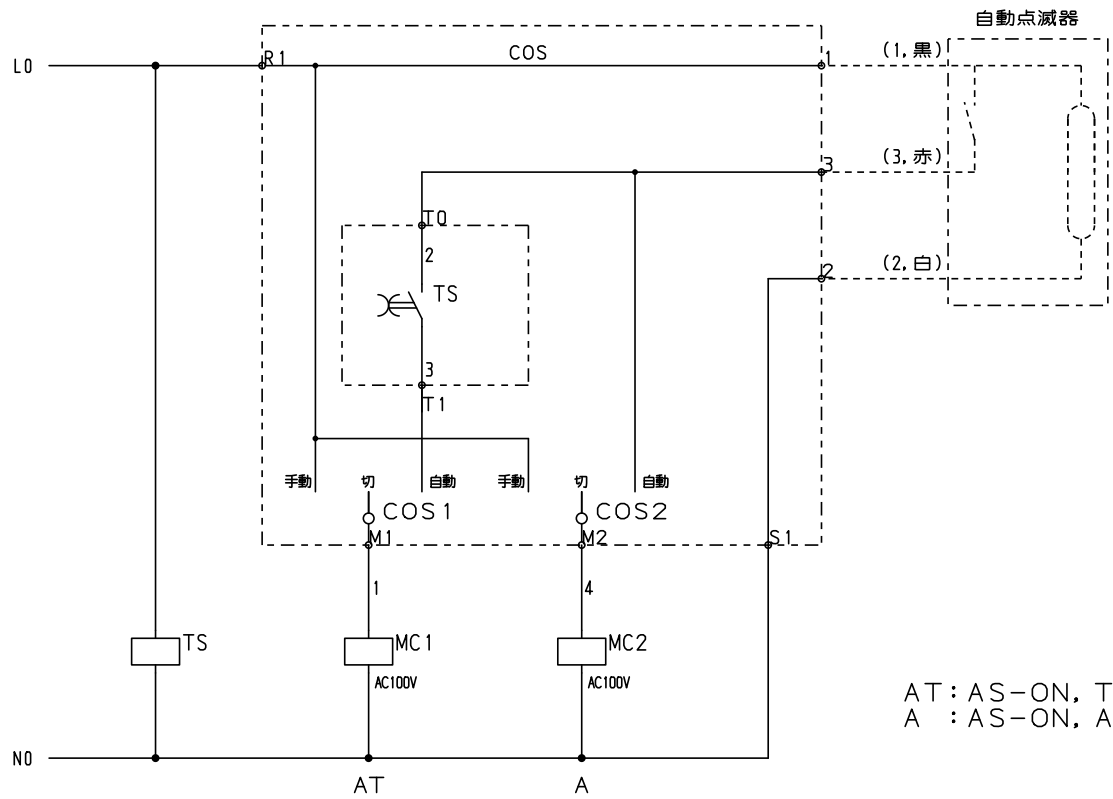 自動点滅器
COS
R1
1
(1,黒)
L0
3
(3,赤)
T0
2
2
(2,白)
TS
3
T1
手動
切
自動
手動
切
自動
COS1
COS2
M1
M2
S1
1
4
TS
MC1
MC2
AC100V
AC100V
AT:AS-ON, T
A :AS-ON, A
N0
AT
A